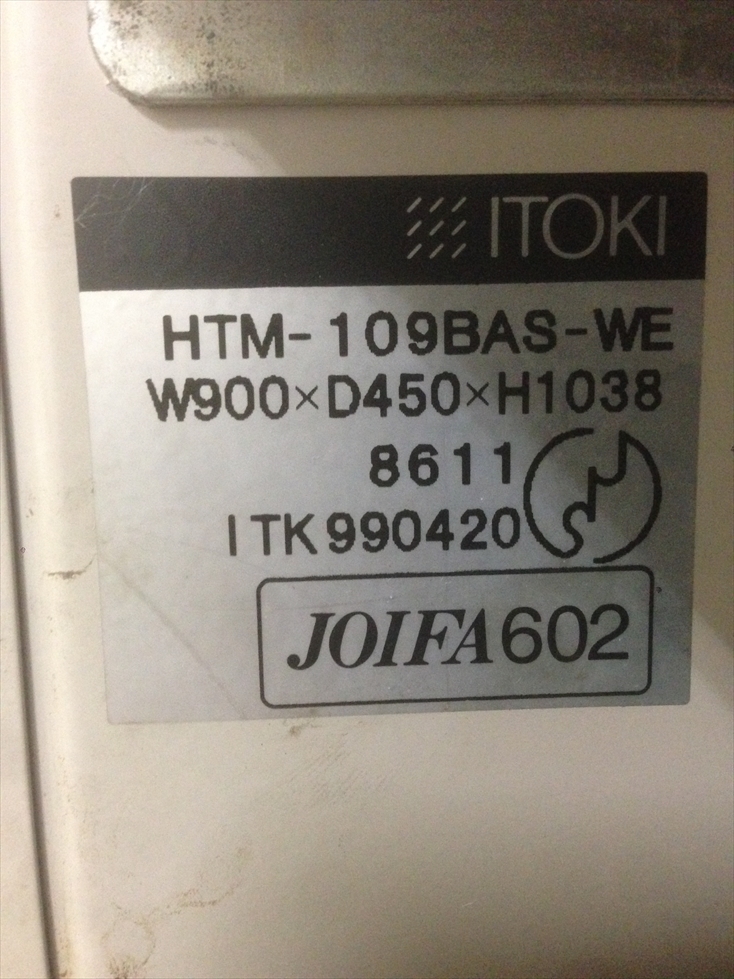 ITOKI
HTM-109BAS-WE
W900×D450×H1038
8611
ITK990420
JOIFA602